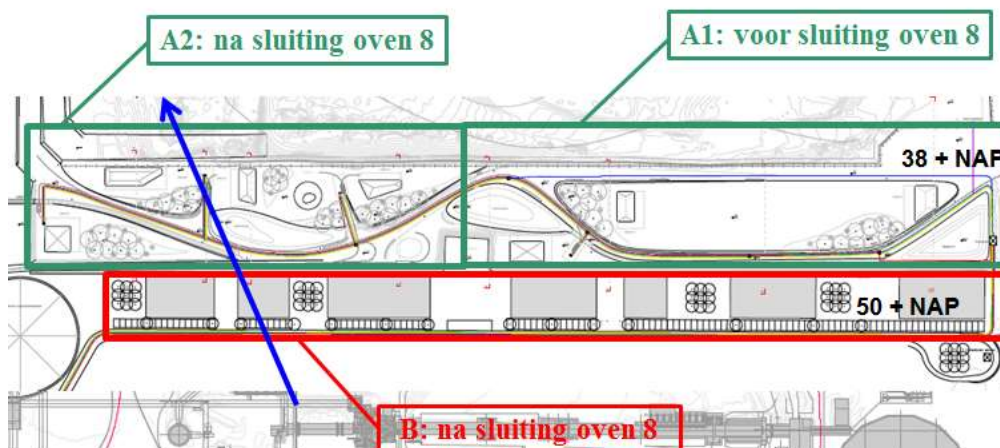 A2: na sluiting oven 8
A1: voor sluiting oven 8
38 + NAP
50 + NAP
B: na sluiting oven 8